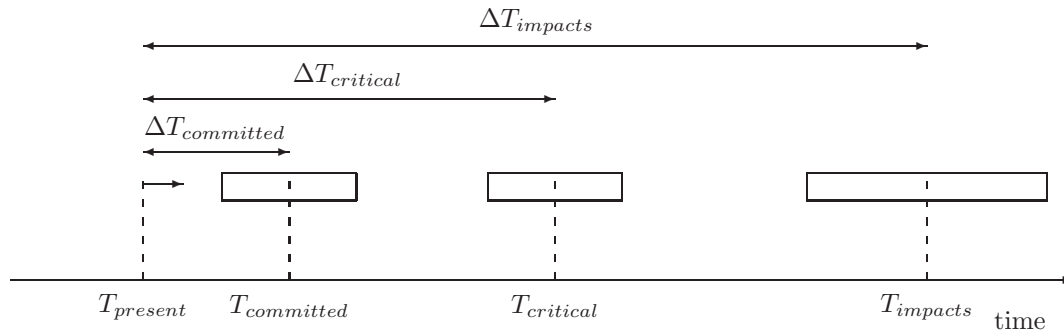 ΔT_impacts
ΔT_critical
ΔT_committed
T_present T_committed T_critical T_impacts time